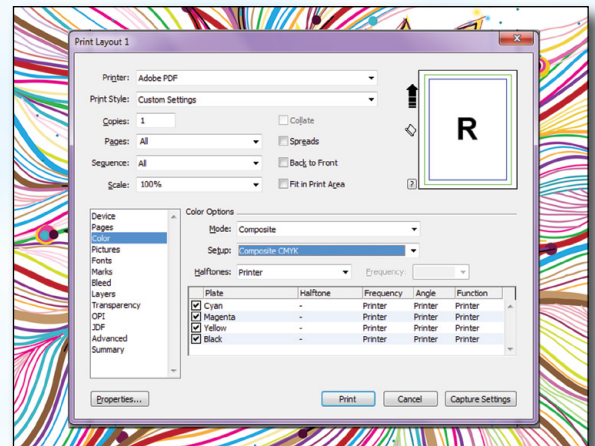 Print Layout 1
Printer: Adobe PDF
Print Style: Custom Settings
Copies: 1
Collate
Pages: All
Spreads
Sequence: All
Back to Front
Scale: 100%
Fit in Print Area
R
?
Device
Pages
Color
Pictures
Fonts
Marks
Bleed
Layers
Transparency
OPI
JDF
Advanced
Summary
Color Options
Mode: Composite
Setup: Composite CMYK
Halftones: Printer
Frequency:
Plate Halftone Frequency Angle Function
Cyan - Printer Printer Printer
Magenta - Printer Printer Printer
Yellow - Printer Printer Printer
Black - Printer Printer Printer
Properties...
Print
Cancel
Capture Settings